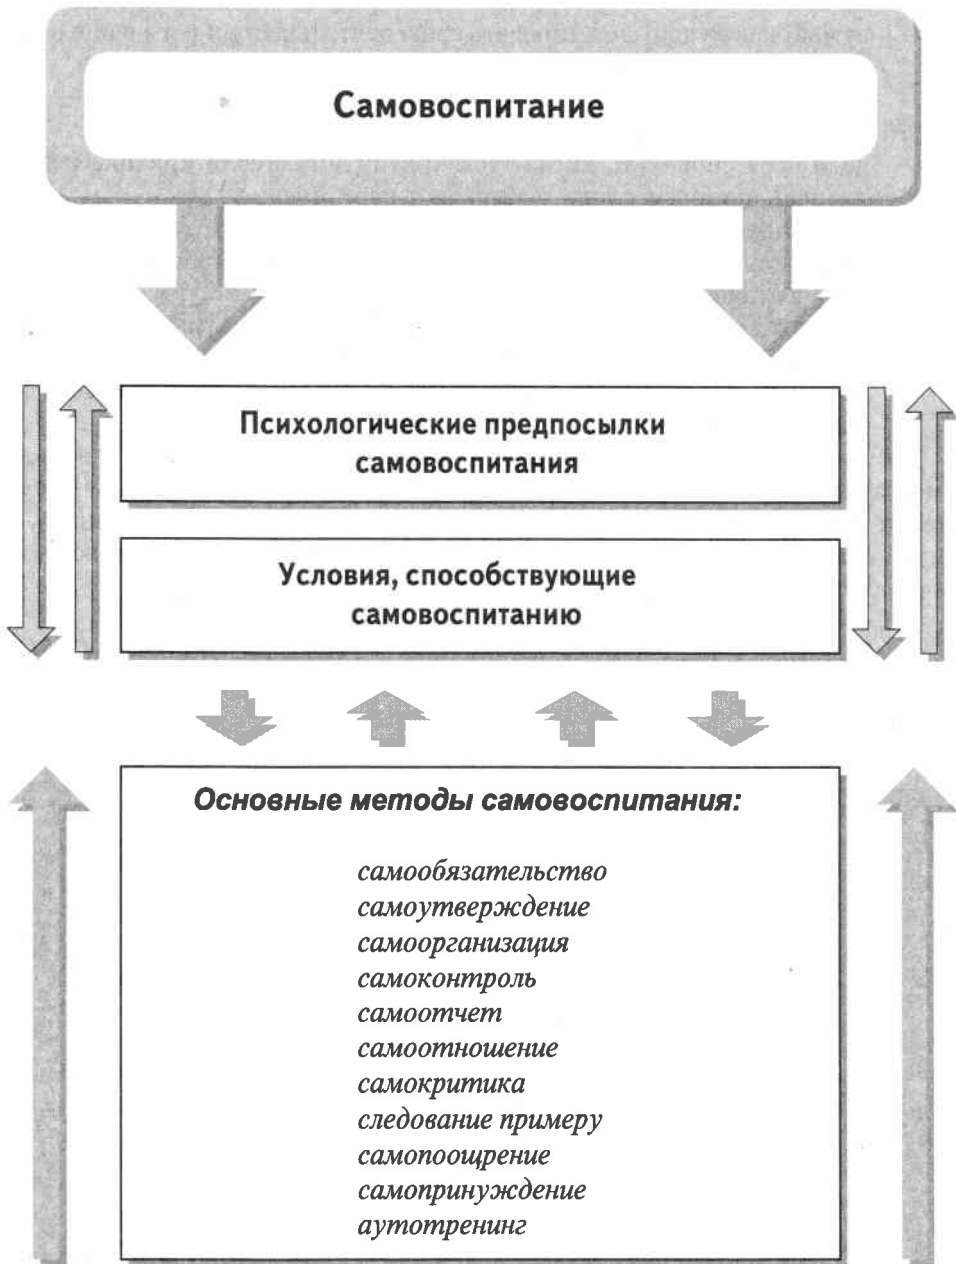 Самовоспитание
Психологические предпосылки
самовоспитания
Условия, способствующие
самовоспитанию
Основные методы самовоспитания:
самообязательство
самоутверждение
самоорганизация
самоконтроль
самоотчет
самоотношение
самокритика
следование примеру
самопоощрение
самопринуждение
аутотренинг